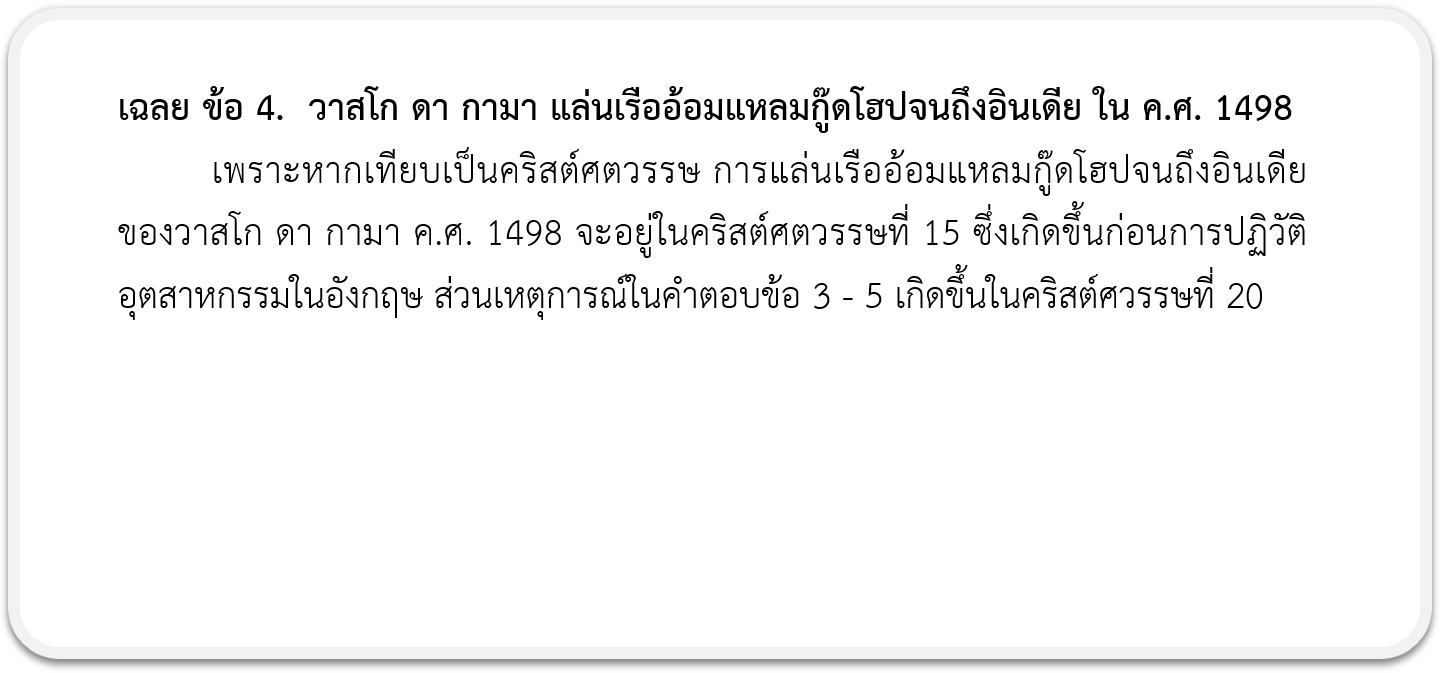 เฉลย ข้อ 4. วาสโก ดา กามา แล่นเรืออ้อมแหลมกู๊ดโฮปจนถึงอินเดีย ใน ค.ศ. 1498
เพราะหากเทียบเป็นคริสต์ศตวรรษ การแล่นเรืออ้อมแหลมกู๊ดโฮปจนถึงอินเดีย
ของวาสโก ดา กามา ค.ศ. 1498 จะอยู่ในคริสต์ศตวรรษที่ 15 ซึ่งเกิดขึ้นก่อนการปฏิวัติ
อุตสาหกรรมในอังกฤษ ส่วนเหตุการณ์ในคำตอบข้อ 3 - 5 เกิดขึ้นในคริสต์ศวรรษที่ 20